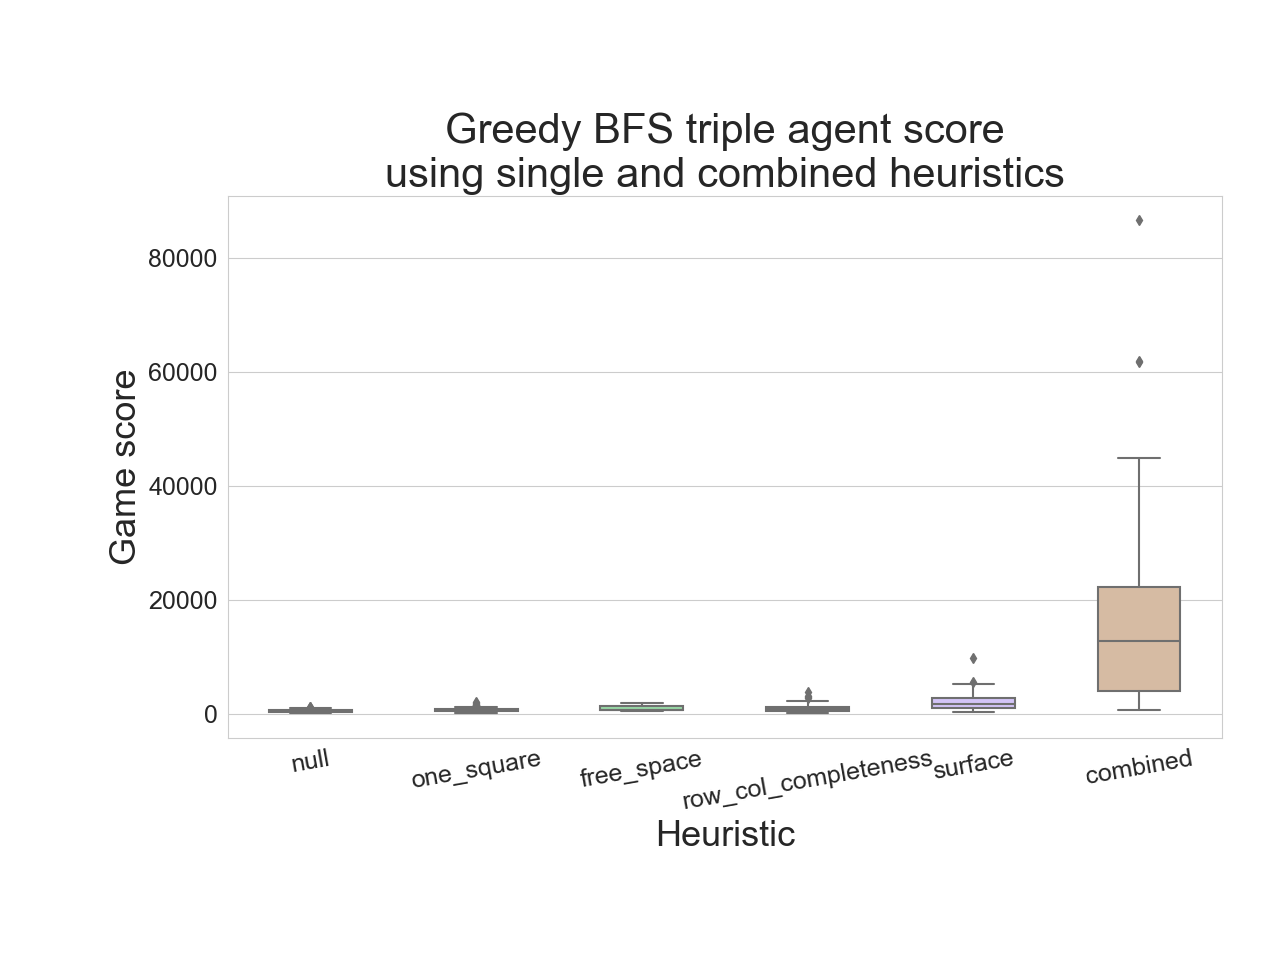 Greedy BFS triple agent score
using single and combined heuristics
80000
60000
40000
20000
0
Game score
null
one_square
free_space
row_col_completeness
surface
combined
Heuristic